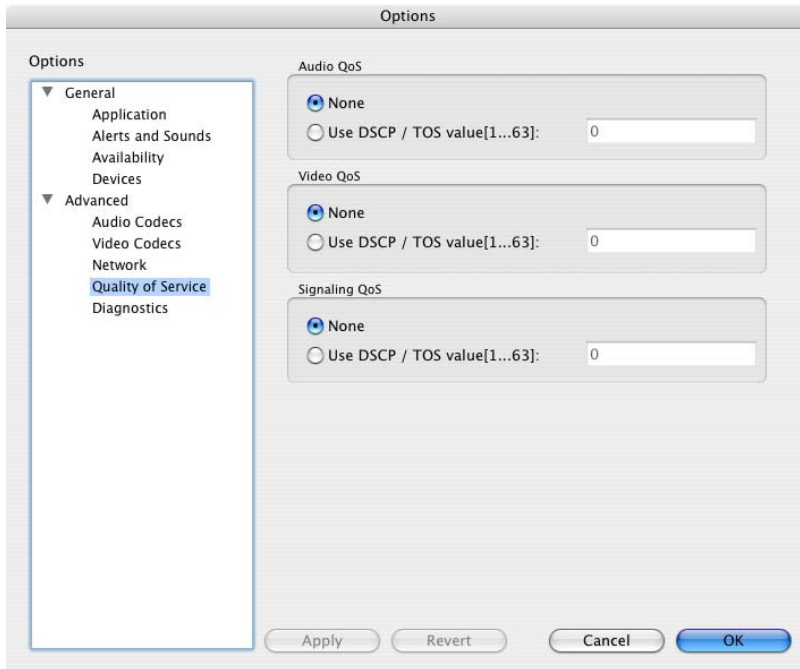 Options
Options
General
Application
Alerts and Sounds
Availability
Devices
Advanced
Audio Codecs
Video Codecs
Network
Quality of Service
Diagnostics
Audio QoS
None
Use DSCP / TOS value[1...63]: 0
Video QoS
None
Use DSCP / TOS value[1...63]: 0
Signaling QoS
None
Use DSCP / TOS value[1...63]: 0
Apply Revert Cancel OK